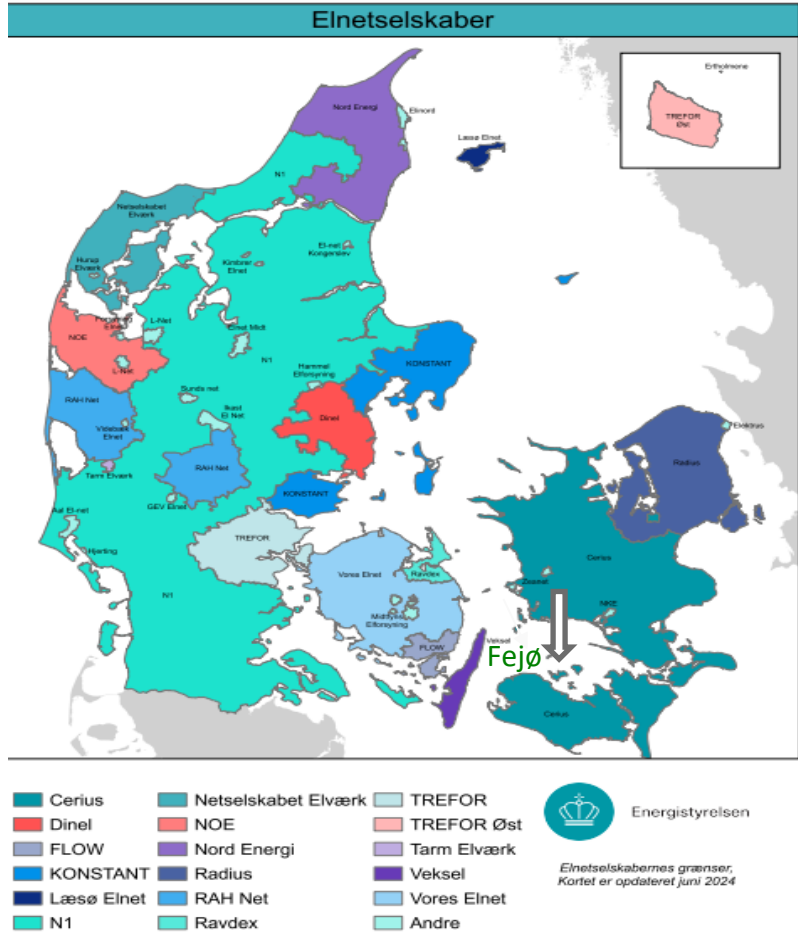 Elnetselskaber
Ertholmene
TREFOR
Øst
Nord Energi
Elinord
Læsø Elnet
N1
Netselskabet
Elværk
El-net
Kongerslev
Kimbrer
Elnet
Hurup
Elværk
L-Net
Elnet Midt
NOE
N1
KONSTANT
L-Net
Hammel
Elforsyning
Sunds net
RAH Net
Ikast
El Net
Dinel
Videbæk
Elnet
Elektrus
Radius
RAH Net
Tarm Elværk
KONSTANT
GEV Elnet
Aal El-net
TREFOR
Hjerting
Cerius
Vores Elnet
Ravdex
Zeanet
N1
NKE
Midtfyns
Elforsyning
Veksel
FLOW
Fejø
Cerius
Cerius
Netselskabet Elværk
TREFOR
Dinel
NOE
TREFOR Øst
FLOW
Nord Energi
Tarm Elværk
KONSTANT
Radius
Veksel
Læsø Elnet
RAH Net
Vores Elnet
N1
Ravdex
Andre
Energistyrelsen
Elnetselskabernes grænser,
Kortet er opdateret juni 2024